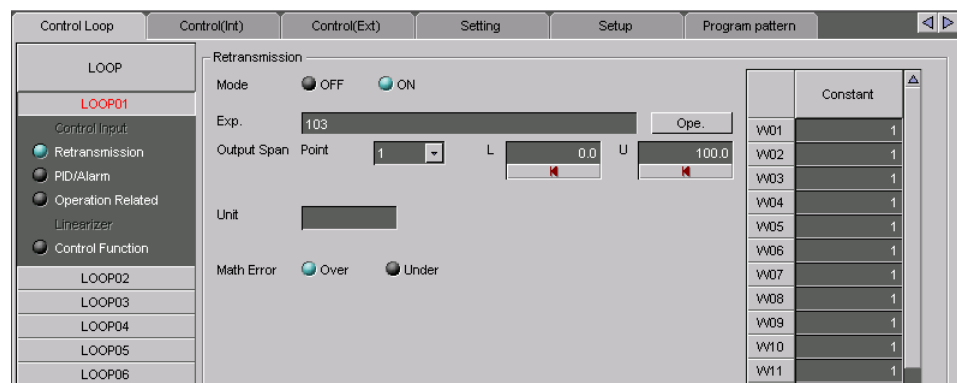 Control Loop Control(Int) Control(Ext) Setting Setup Program pattern
LOOP
LOOP01
Control Input
Retransmission
PID/Alarm
Operation Related
Linearizer
Control Function
LOOP02
LOOP03
LOOP04
LOOP05
LOOP06
Retransmission
Mode OFF ON
Exp. 103 Ope.
Output Span Point 1 L 0.0 U 100.0
Unit
Math Error Over Under
Constant
W01 1
W02 1
W03 1
W04 1
W05 1
W06 1
W07 1
W08 1
W09 1
W10 1
W11 1